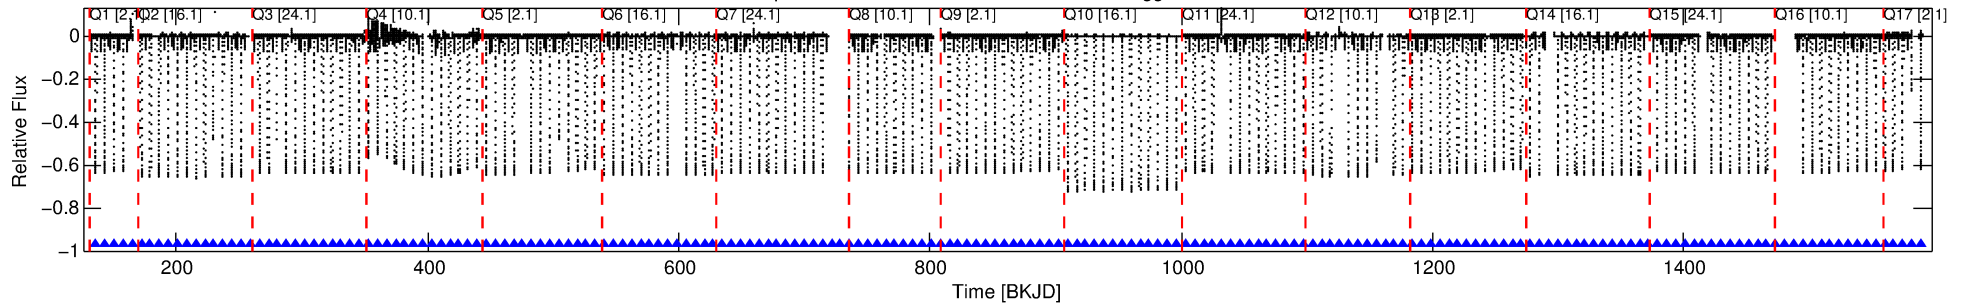 Q1 [2.1] Q2 [16.1] Q3 [24.1] Q4 [10.1] Q5 [2.1] Q6 [16.1] Q7 [24.1] Q8 [10.1] Q9 [2.1] Q10 [16.1] Q11 [24.1] Q12 [10.1] Q13 [2.1] Q14 [16.1] Q15 [24.1] Q16 [10.1] Q17 [2.1]
0
−0.2
−0.4
−0.6
−0.8
−1
Relative Flux
200 400 600 800 1000 1200 1400
Time [BKJD]